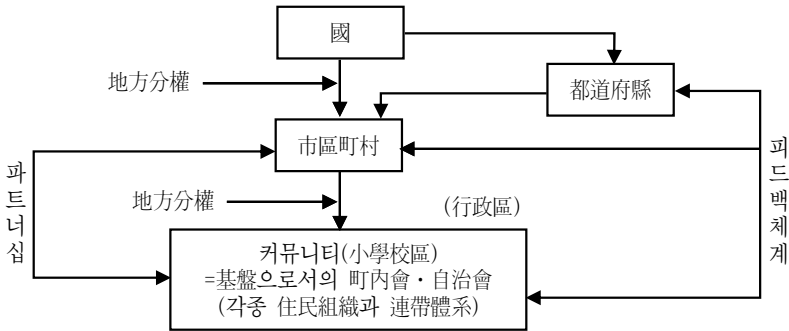 國
地方分權
都道府縣
市區町村
파트너십
피드백체계
地方分權
(行政區)
커뮤니티(小學校區)
=基盤으로서의 町內會·自治會
(각종 住民組織과 連帶體系)